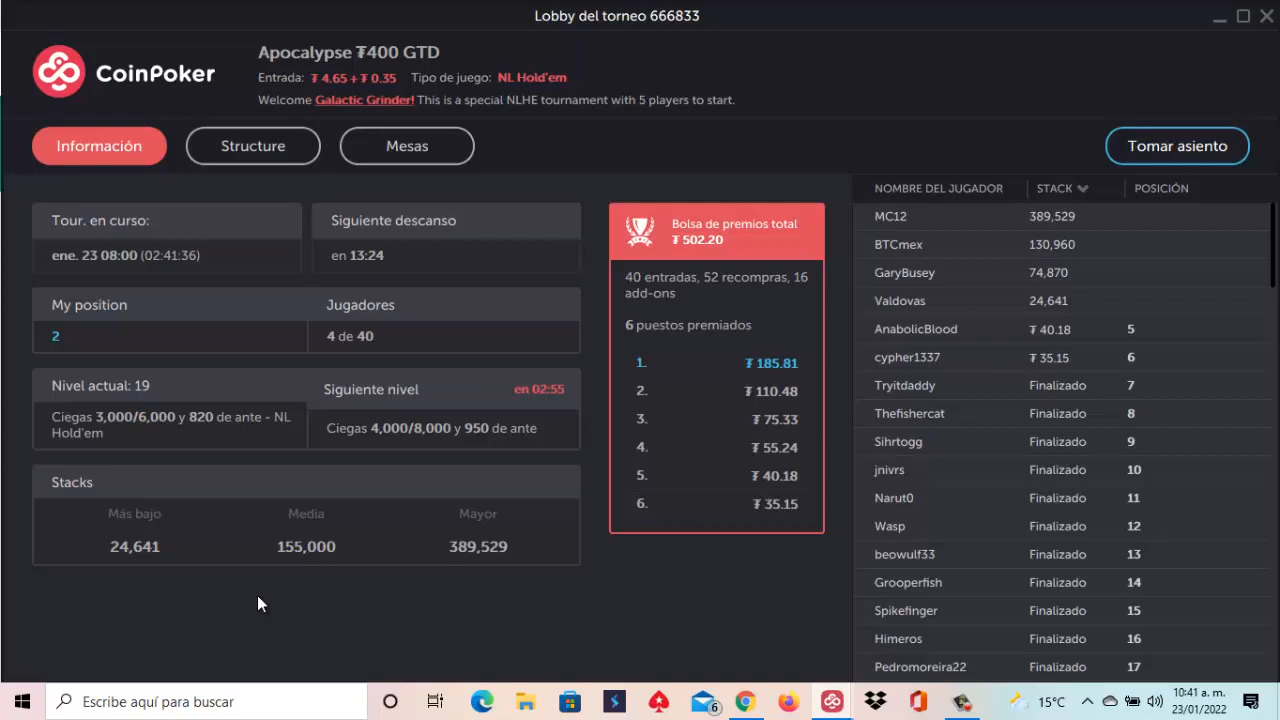 Lobby del torneo 666833
CoinPoker
Apocalypse ₮400 GTD
Entrada: ₮ 4.65 + ₮ 0.35 Tipo de juego: NL Hold'em
Welcome Galactic Grinder! This is a special NLHE tournament with 5 players to start.
Información Structure Mesas Tomar asiento
Tour. en curso:
ene. 23 08:00 (02:41:36)
Siguiente descanso
en 13:24
My position
2
Jugadores
4 de 40
Nivel actual: 19
Ciegas 3,000/6,000 y 820 de ante - NL
Hold'em
Siguiente nivel en 02:55
Ciegas 4,000/8,000 y 950 de ante
Stacks
Más bajo Media Mayor
24,641 155,000 389,529
Bolsa de premios total
₮ 502.20
40 entradas, 52 recompras, 16
add-ons
6 puestos premiados
1. ₮ 185.81
2. ₮ 110.48
3. ₮ 75.33
4. ₮ 55.24
5. ₮ 40.18
6. ₮ 35.15
NOMBRE DEL JUGADOR STACK POSICIÓN
MC12 389,529
BTCmex 130,960
GaryBusey 74,870
Valdovas 24,641
AnabolicBlood ₮ 40.18 5
cypher1337 ₮ 35.15 6
Tryitdaddy Finalizado 7
Thefishercat Finalizado 8
Sihrtogg Finalizado 9
jnivrs Finalizado 10
Narut0 Finalizado 11
Wasp Finalizado 12
beowulf33 Finalizado 13
Grooperfish Finalizado 14
Spikefinger Finalizado 15
Himeros Finalizado 16
Pedromoreira22 Finalizado 17
Escribe aquí para buscar
6
15°C
10:41 a. m.
23/01/2022